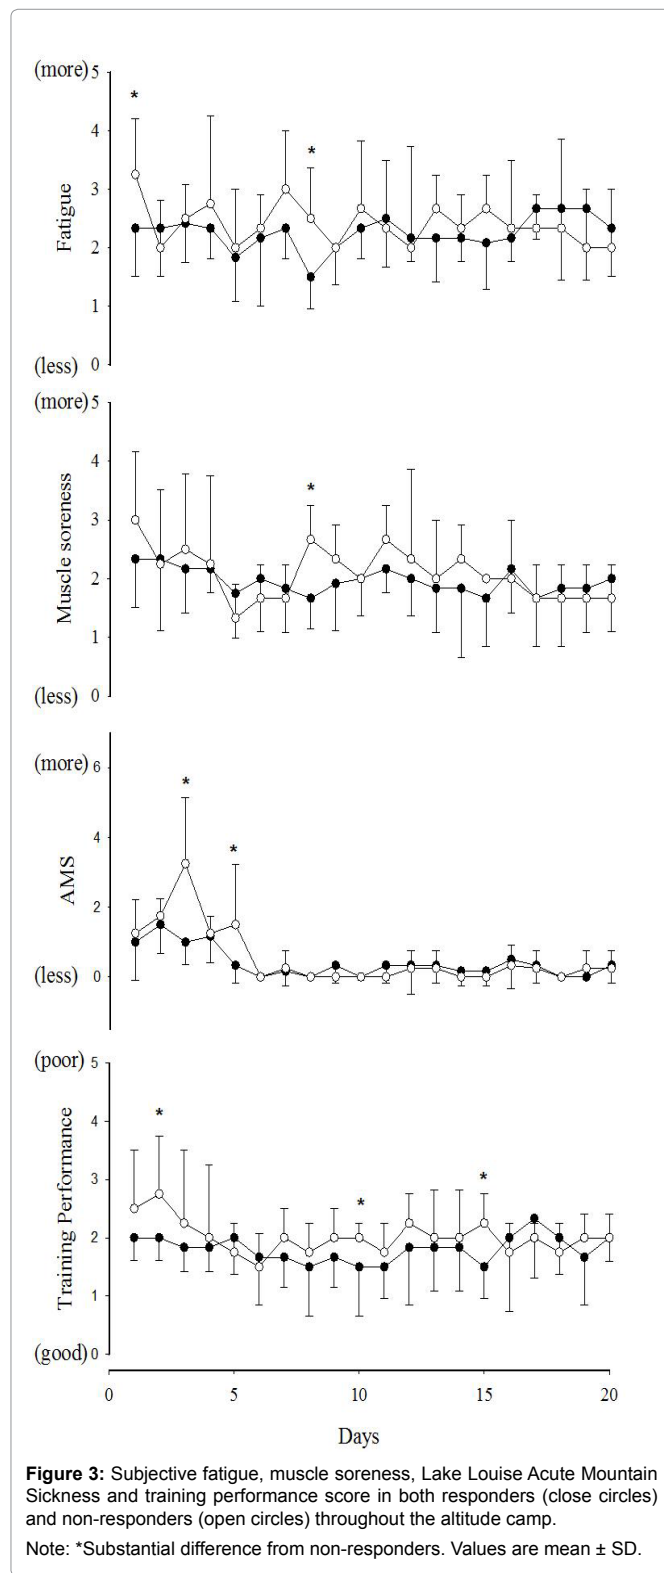 (more) 5
*
4
*
3
Fatigue
2
1
(less) 0
(more) 5
4
*
3
Muscle soreness
2
1
(less) 0
(more) 6
*
4
*
AMS
2
(less) 0
(poor) 5
4
*
3
*
*
Training Performance
2
1
(good) 0
0 5 10 15 20
Days
Figure 3: Subjective fatigue, muscle soreness, Lake Louise Acute Mountain
Sickness and training performance score in both responders (close circles)
and non-responders (open circles) throughout the altitude camp.
Note: *Substantial difference from non-responders. Values are mean ± SD.